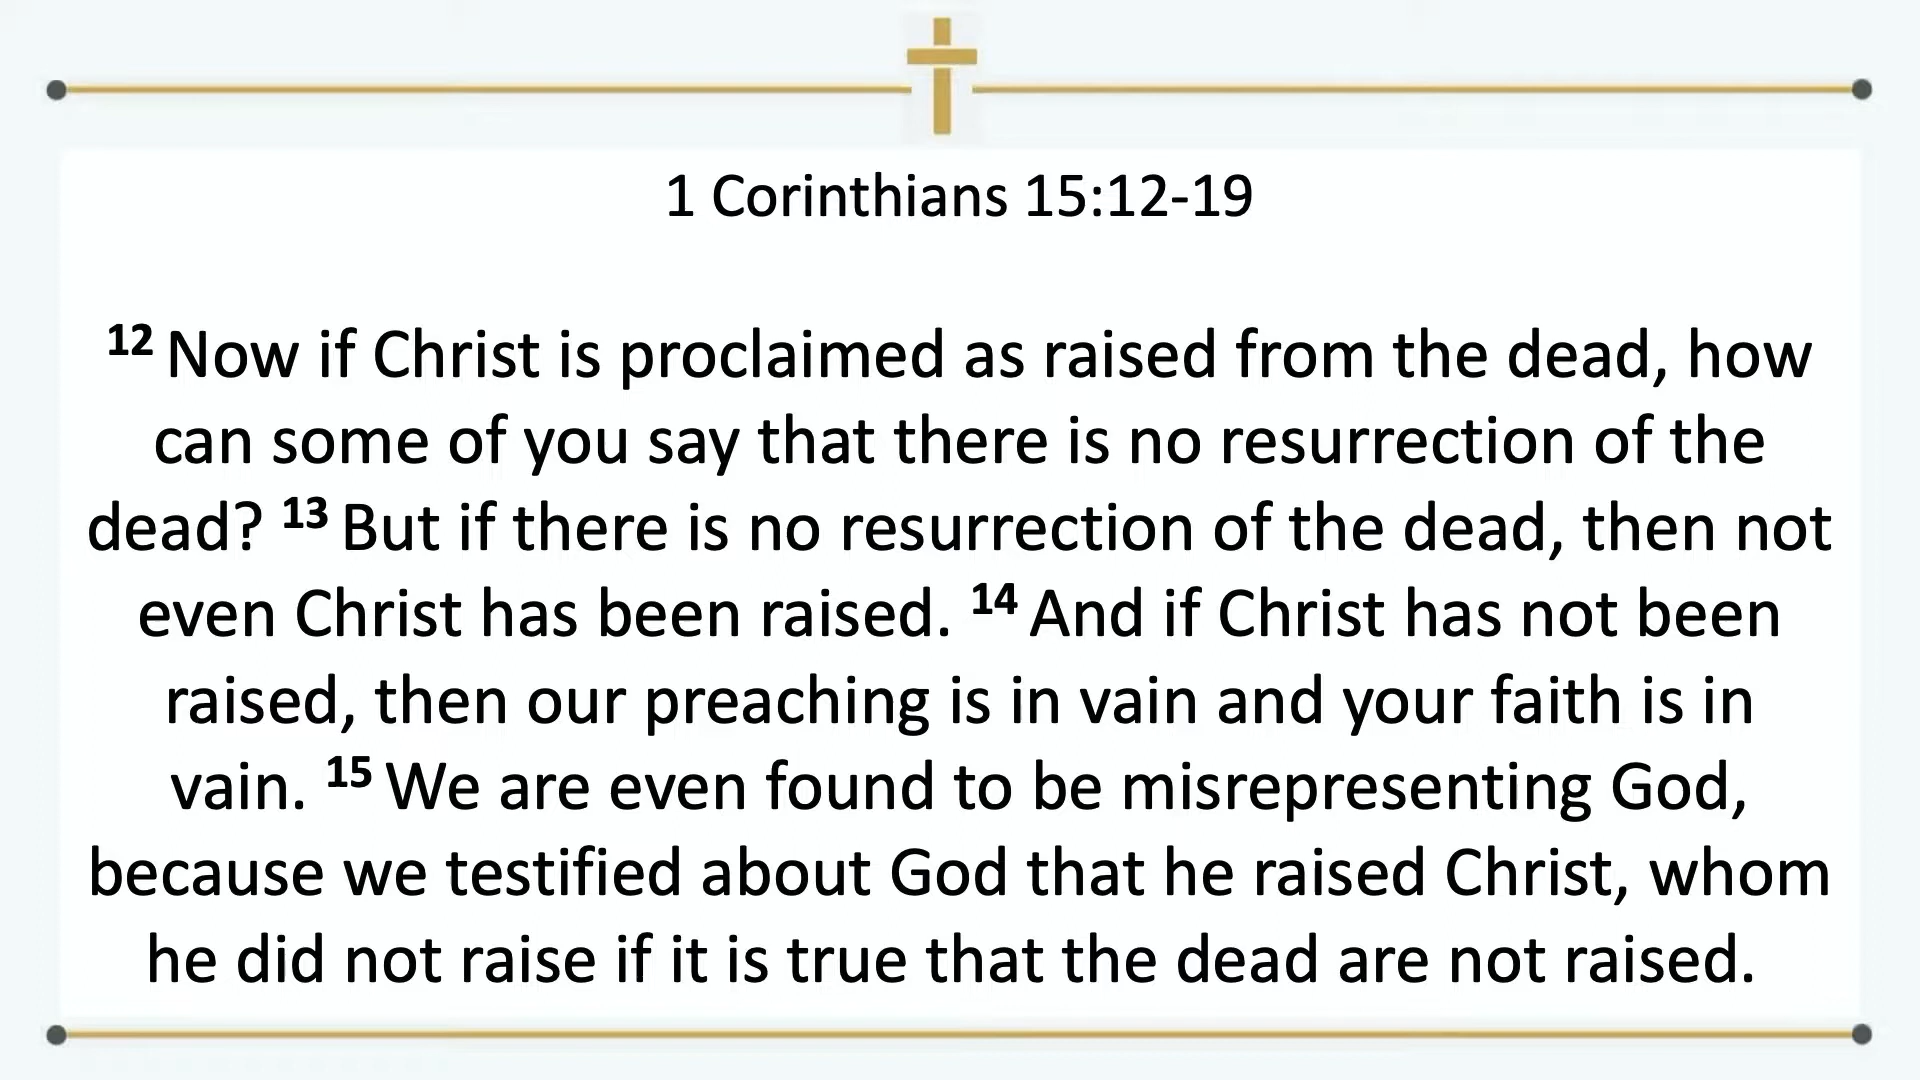 1 Corinthians 15:12-19
12 Now if Christ is proclaimed as raised from the dead, how
can some of you say that there is no resurrection of the
dead? 13 But if there is no resurrection of the dead, then not
even Christ has been raised. 14 And if Christ has not been
raised, then our preaching is in vain and your faith is in
vain. 15 We are even found to be misrepresenting God,
because we testified about God that he raised Christ, whom
he did not raise if it is true that the dead are not raised.